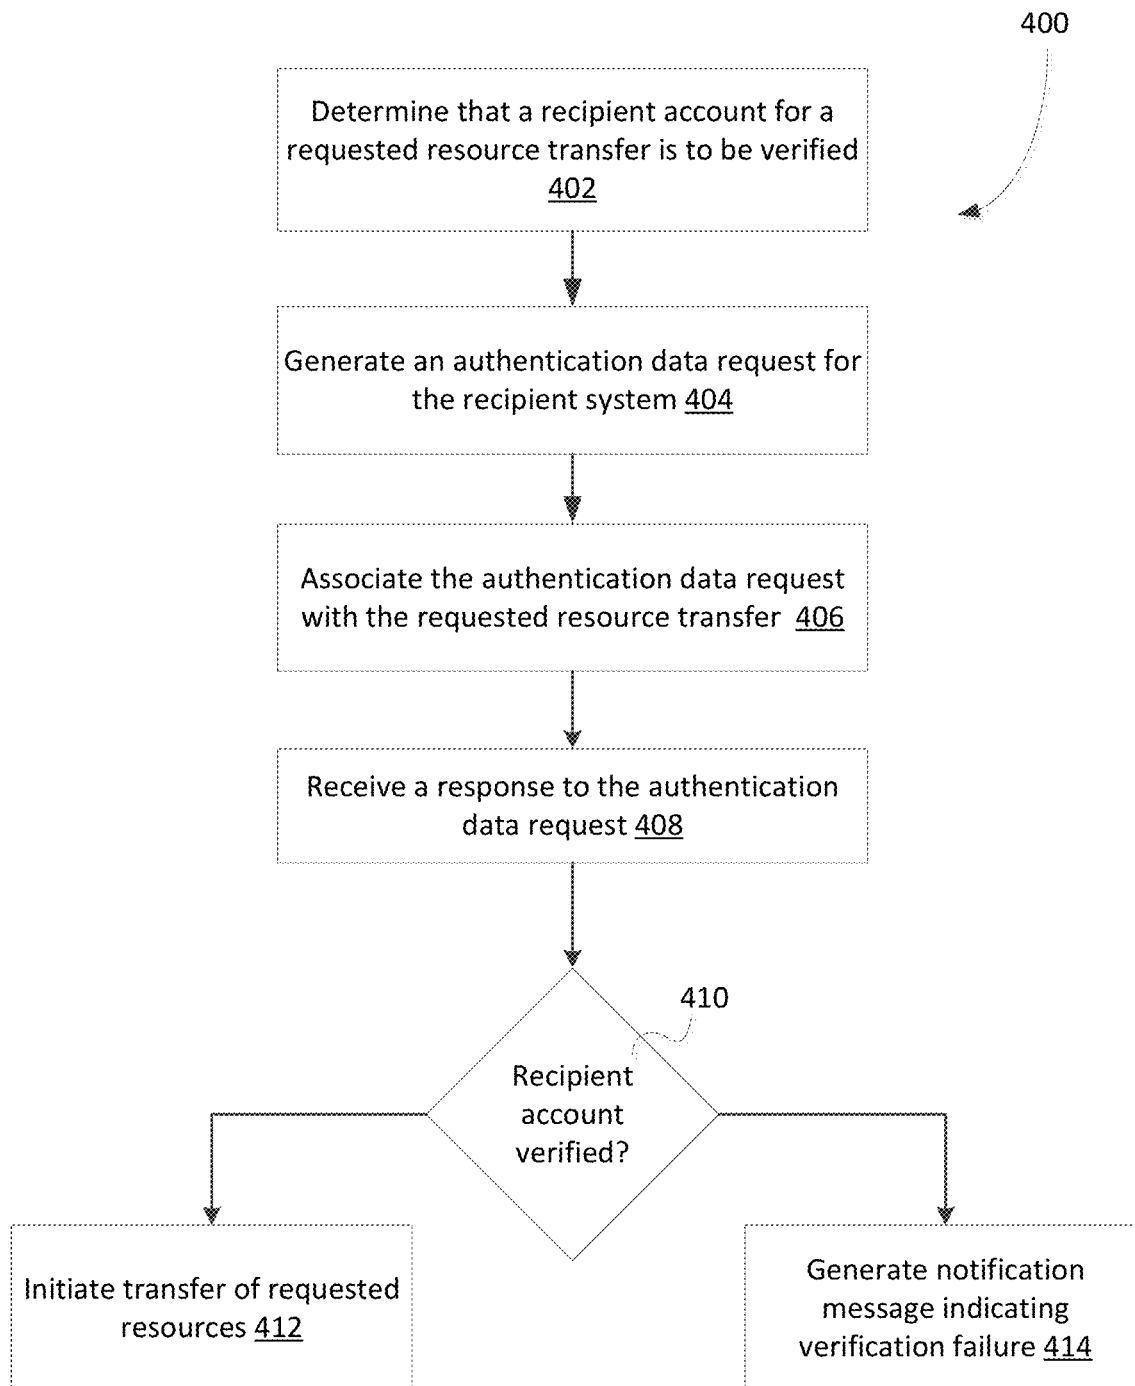 400
Determine that a recipient account for a
requested resource transfer is to be verified
402
Generate an authentication data request for
the recipient system 404
Associate the authentication data request
with the requested resource transfer 406
Receive a response to the authentication
data request 408
410
Recipient
account
verified?
Initiate transfer of requested
resources 412
Generate notification
message indicating
verification failure 414